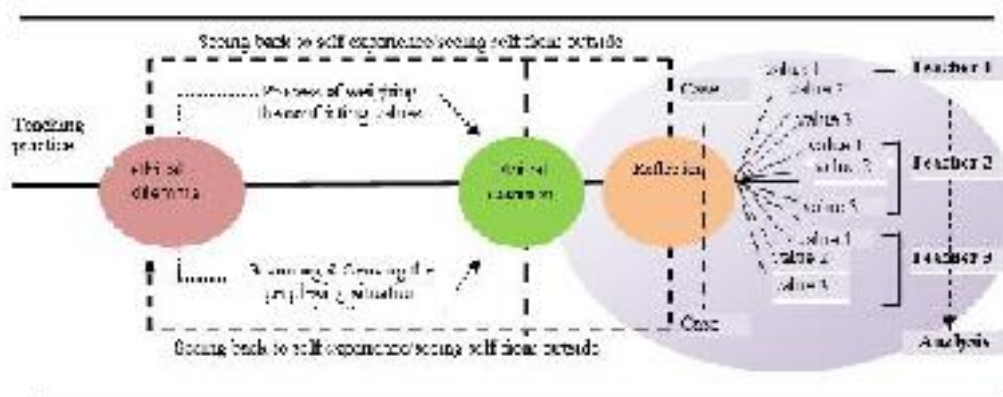 Seeing back to self experience/seeing self from outside
Process of weighing
the conflicting values
Teaching
practice
ethical
dilemma
Reflection
Case
value 1
value 2
value 3
Teacher 1
value 1
value 2
value 3
Teacher 2
value 1
value 2
value 3
Teacher 3
& the
situation
Case
Analysis
Seeing back to self experience/seeing self from outside